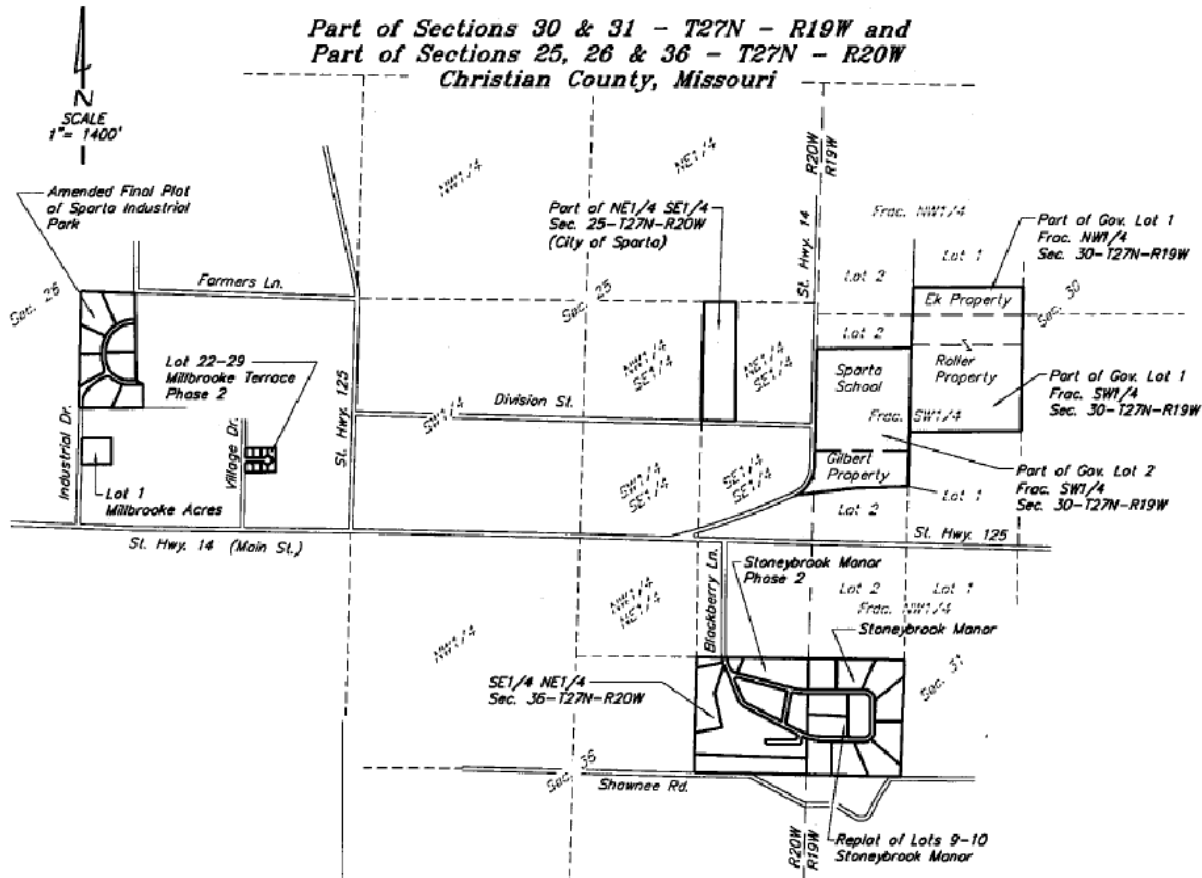 Part of Sections 30 & 31 - T27N - R19W and
Part of Sections 25, 26 & 36 - T27N - R20W
Christian County, Missouri
N
SCALE
1"= 1400'
Amended Final Plat
of Sparta Industrial
Park
NW1/4
NE1/4
R20W
R19W
Part of NE1/4 SE1/4
Sec. 25-T27N-R20W
(City of Sparta)
St. Hwy. 14
Frac. NW1/4
Lot 1
Lot 2
Part of Gov. Lot 1
Frac. NW1/4
Sec. 30-T27N-R19W
Farmers Ln.
Sec. 26
Sec. 25
Ek Property
Sec. 30
Lot 22-29
Millbrooke Terrace
Phase 2
St. Hwy. 125
NW1/4
SE1/4
NE1/4
SE1/4
Lot 2
Sparta
School
Roller
Property
Part of Gov. Lot 1
Frac. SW1/4
Sec. 30-T27N-R19W
Division St.
SW1/4
Frac. SW1/4
Industrial Dr.
Village Dr.
SW1/4
SE1/4
SE1/4
SE1/4
Gilbert
Property
Part of Gov. Lot 2
Frac. SW1/4
Sec. 30-T27N-R19W
Lot 1
Millbrooke Acres
Lot 1
Lot 2
St. Hwy. 14 (Main St.)
St. Hwy. 125
Blackberry Ln.
Stoneybrook Manor
Phase 2
NW1/4
NE1/4
Lot 2
Lot 1
Frac. NW1/4
NW1/4
Stoneybrook Manor
SE1/4 NE1/4
Sec. 36-T27N-R20W
Sec. 31
Sec. 36
Shawnee Rd.
R20W
R19W
Replat of Lots 9-10
Stoneybrook Manor